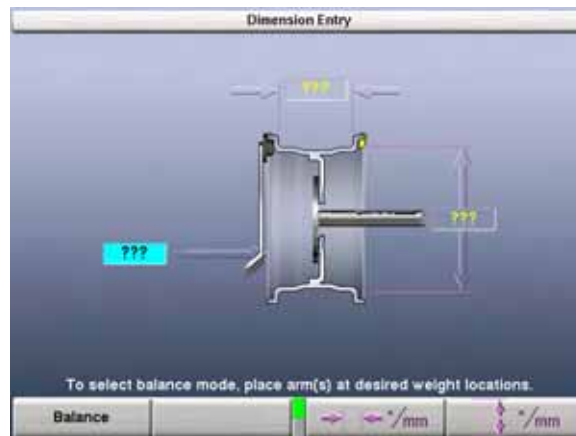 Dimension Entry
???
???
???
To select balance mode, place arm(s) at desired weight locations.
Balance
"/mm
"/mm